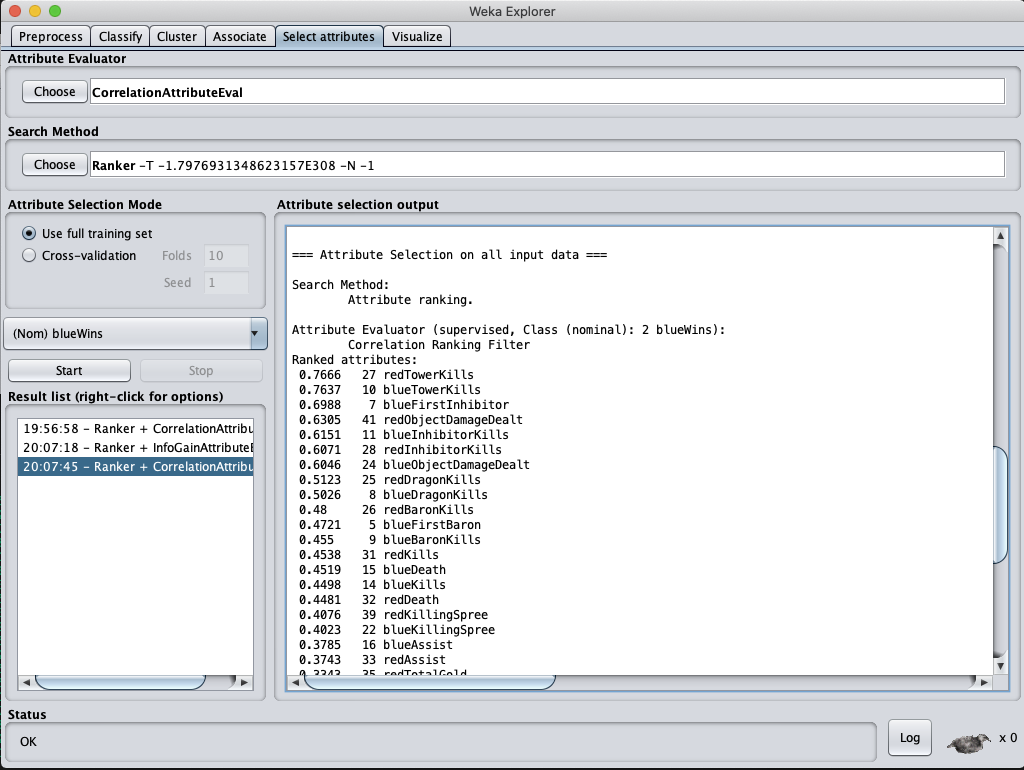 Weka Explorer
Preprocess Classify Cluster Associate Select attributes Visualize
Attribute Evaluator
Choose CorrelationAttributeEval
Search Method
Choose Ranker -T -1.7976931348623157E308 -N -1
Attribute Selection Mode
Use full training set
Cross-validation Folds 10
Seed 1
(Nom) blueWins
Start Stop
Result list (right-click for options)
19:56:58 - Ranker + CorrelationAttribu
20:07:18 - Ranker + InfoGainAttributeE
20:07:45 - Ranker + CorrelationAttribu
Attribute selection output
=== Attribute Selection on all input data ===
Search Method:
Attribute ranking.
Attribute Evaluator (supervised, Class (nominal): 2 blueWins):
Correlation Ranking Filter
Ranked attributes:
0.7666 27 redTowerKills
0.7637 10 blueTowerKills
0.6988 7 blueFirstInhibitor
0.6305 41 redObjectDamageDealt
0.6151 11 blueInhibitorKills
0.6071 28 redInhibitorKills
0.6046 24 blueObjectDamageDealt
0.5123 25 redDragonKills
0.5026 8 blueDragonKills
0.48 26 redBaronKills
0.4721 5 blueFirstBaron
0.455 9 blueBaronKills
0.4538 31 redKills
0.4519 15 blueDeath
0.4498 14 blueKills
0.4481 32 redDeath
0.4076 39 redKillingSpree
0.4023 22 blueKillingSpree
0.3785 16 blueAssist
0.3743 33 redAssist
0.3343 35 redTotalGold
Status
OK
Log
x 0